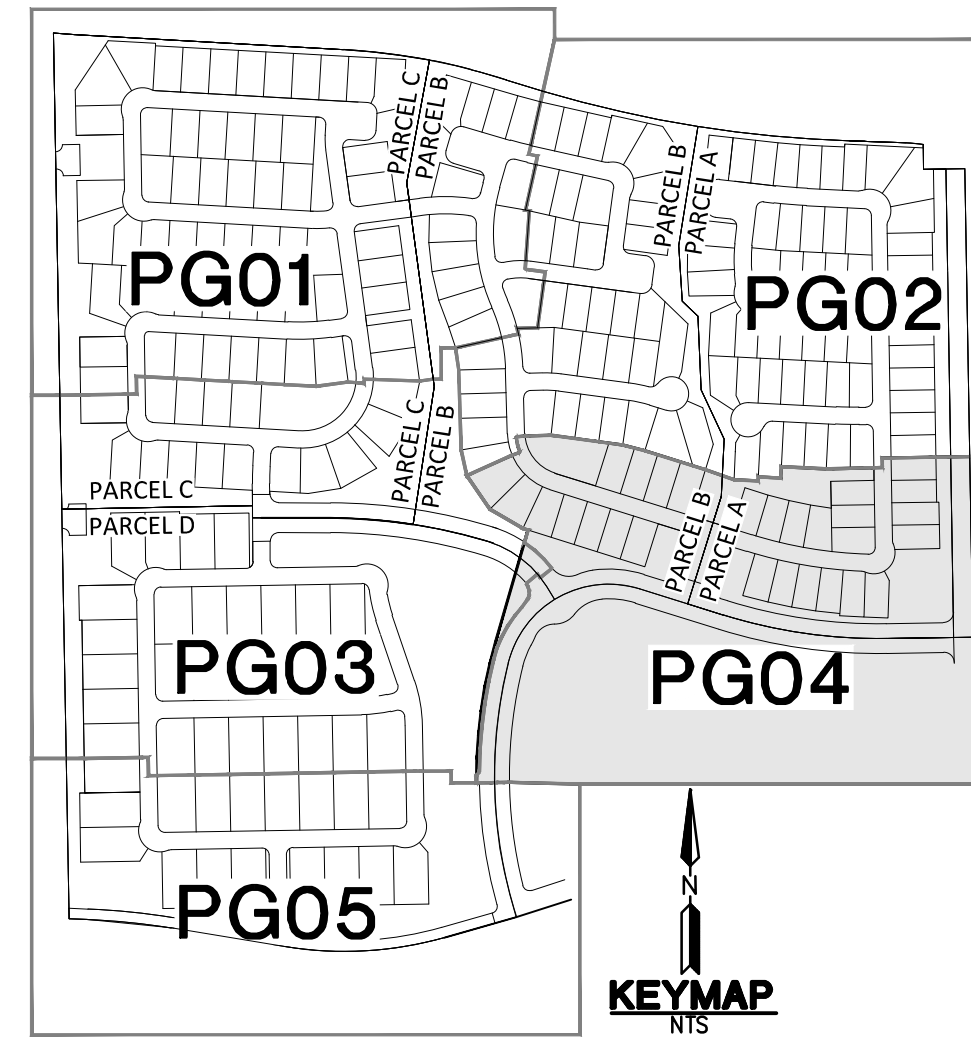 PARCEL C
PARCEL B
PARCEL B
PARCEL A
PG01
PG02
PARCEL C
PARCEL B
PARCEL C
PARCEL D
PARCEL B
PARCEL A
PG03
PG04
PG05
N
KEYMAP
NTS